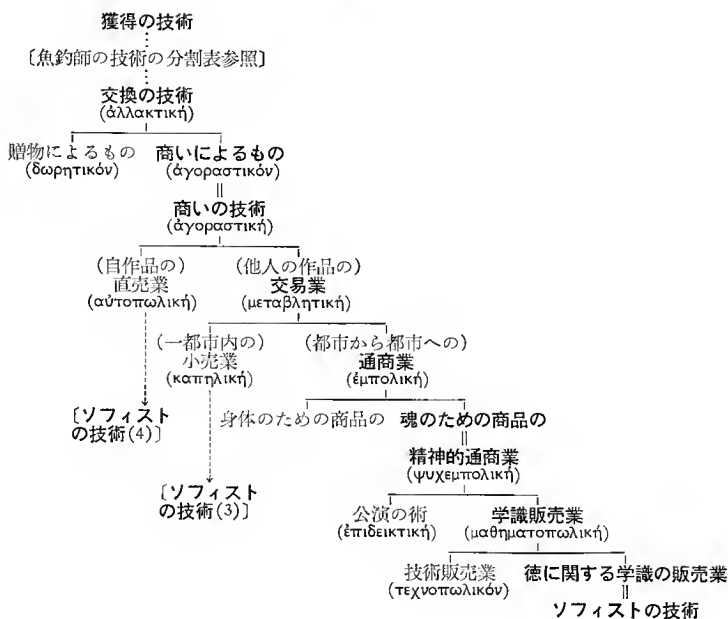 獲得の技術
〔魚釣師の技術の分割表参照〕
交換の技術
(ἀλλακτική)
贈物によるもの 商いによるもの
(δωρητικόν) (ἀγοραστικόν)
商いの技術
(ἀγοραστική)
(自作品の) (他人の作品の)
直売業 交易業
(αὐτοπωλική) (μεταβλητική)
(一都市内の) (都市から都市への)
小売業 通商業
(καπηλική) (ἐμπολική)
〔ソフィスト
の技術(4)〕
身体のための商品の 魂のための商品の
精神的通商業
(ψυχεμπολική)
〔ソフィスト
の技術(3)〕
公演の術 学識販売業
(ἐπιδεικτική) (μαθηματοπωλική)
技術販売業 徳に関する学識の販売業
(τεχνοπωλικόν)
ソフィストの技術